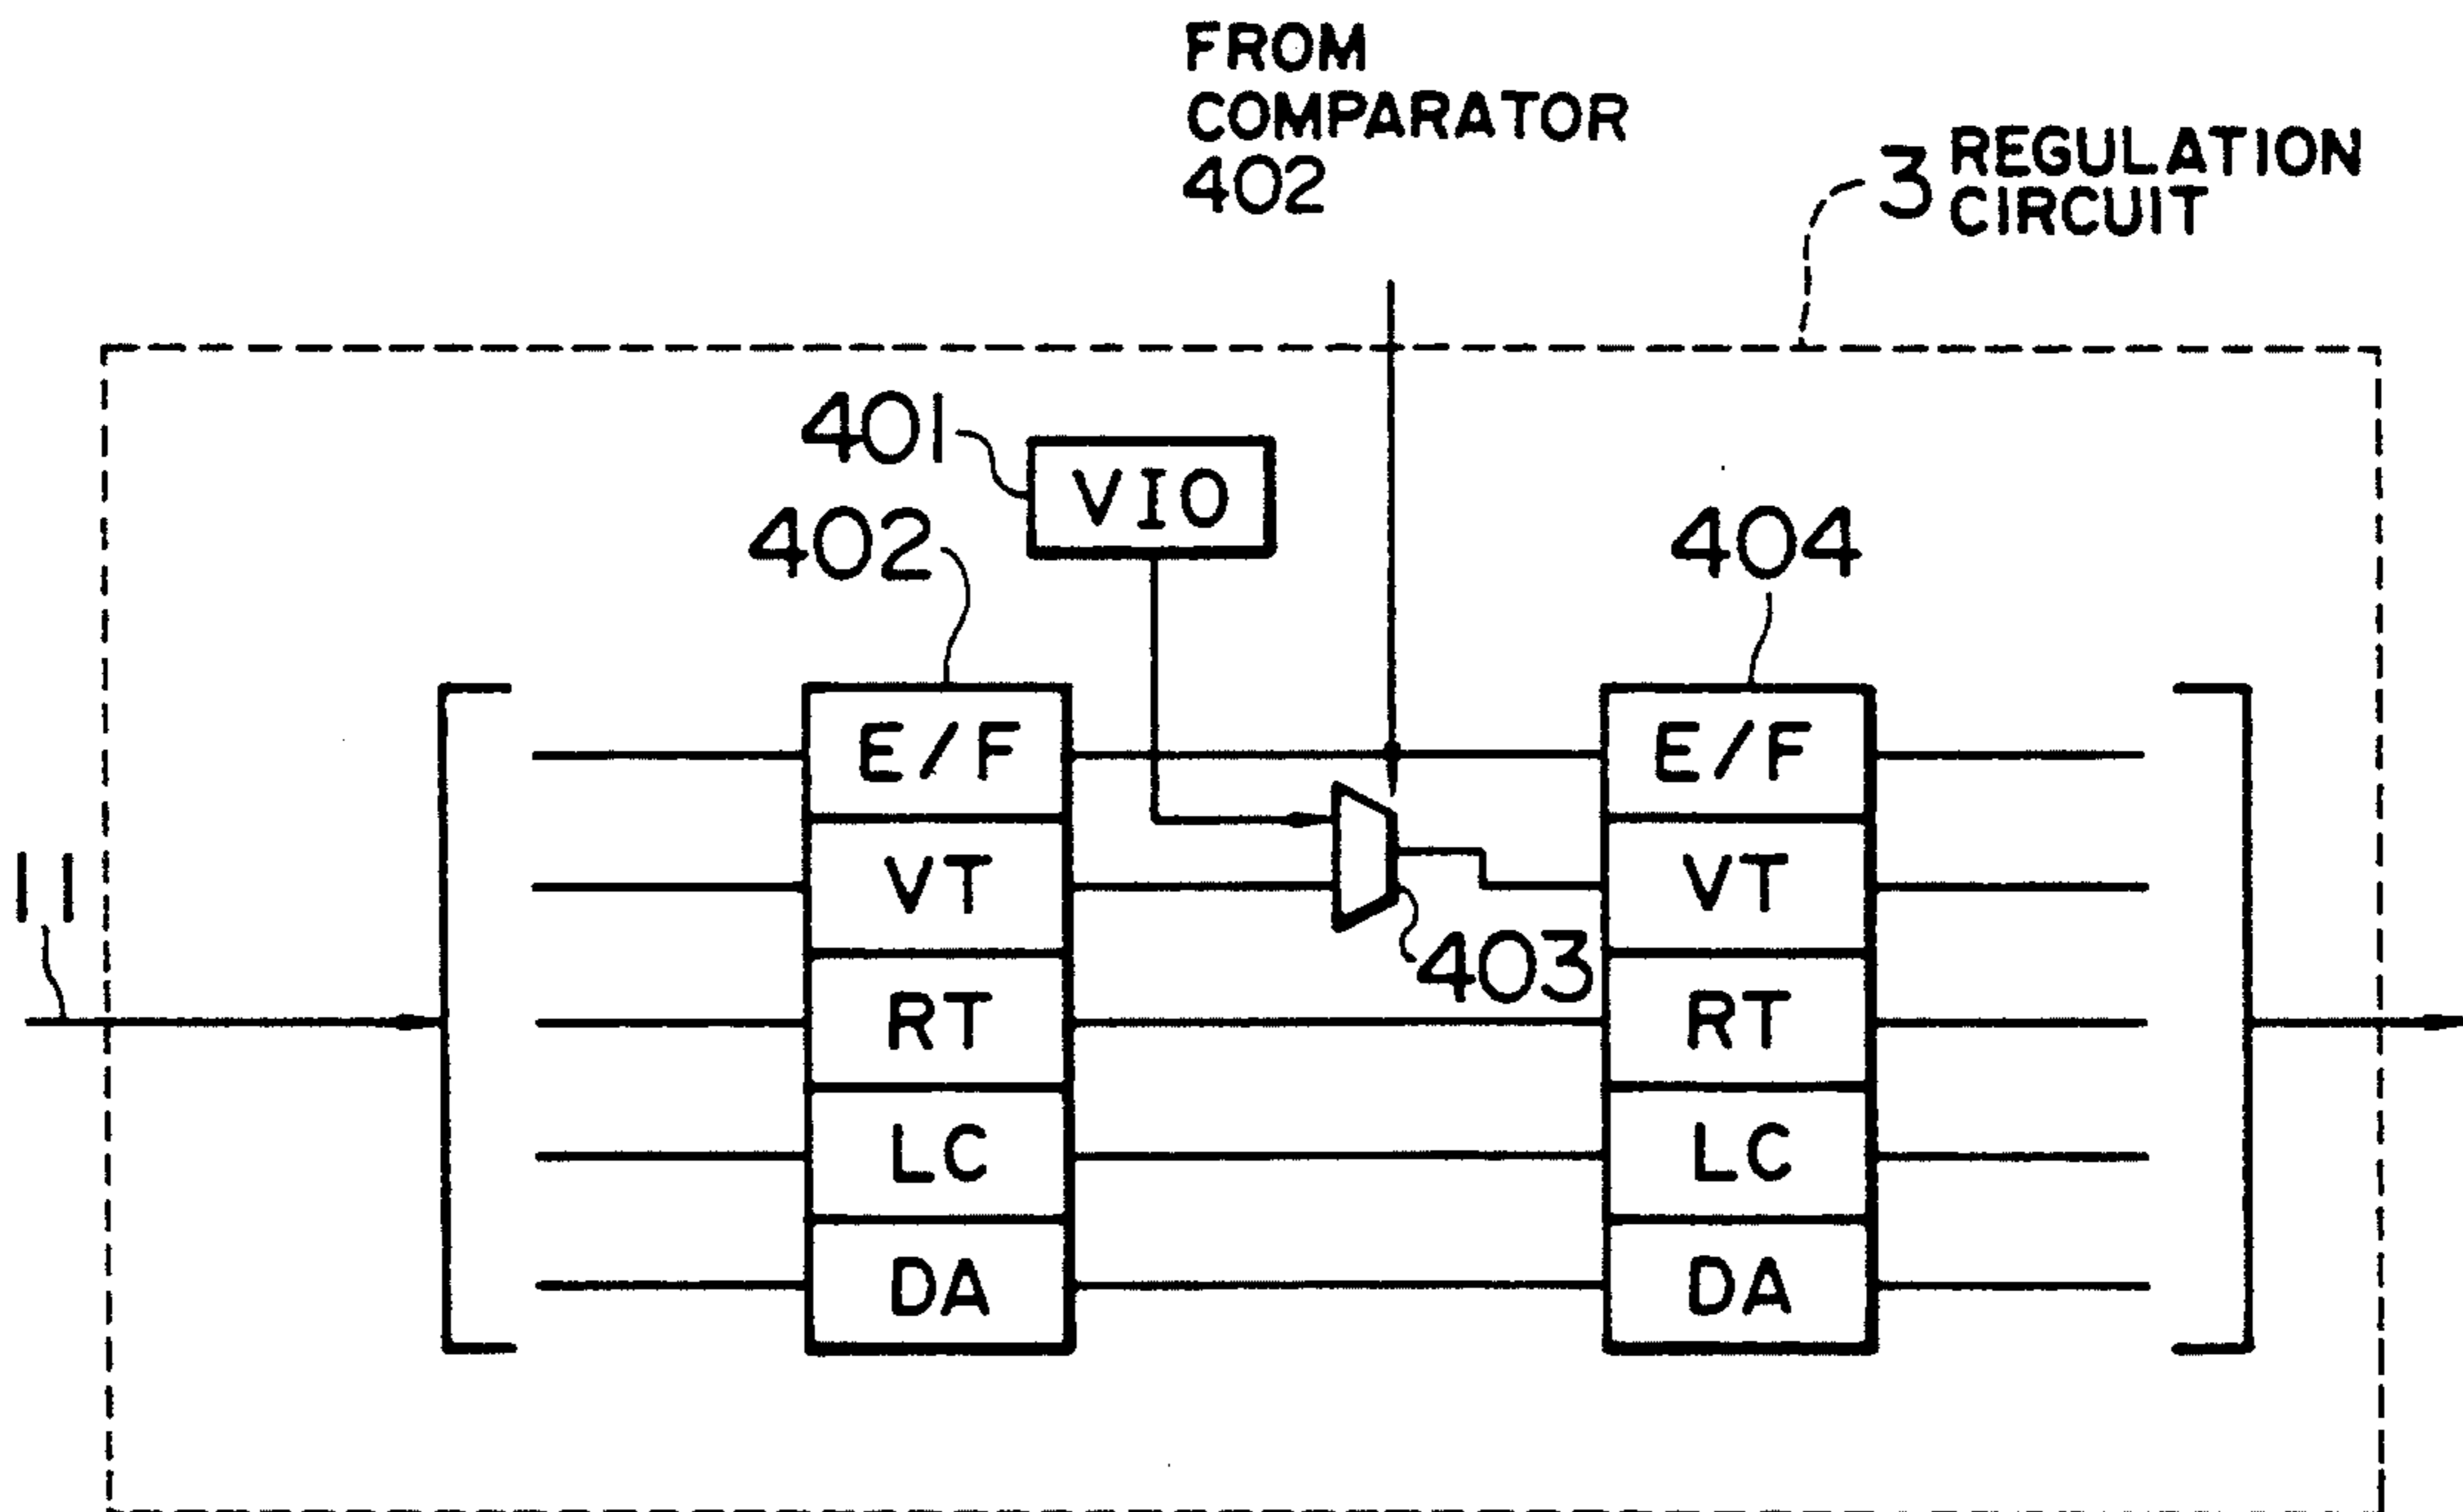 FROM
COMPARATOR
402
3 REGULATION
CIRCUIT
401
VIO
402
404
E/F
E/F
11
VT
VT
403
RT
RT
LC
LC
DA
DA